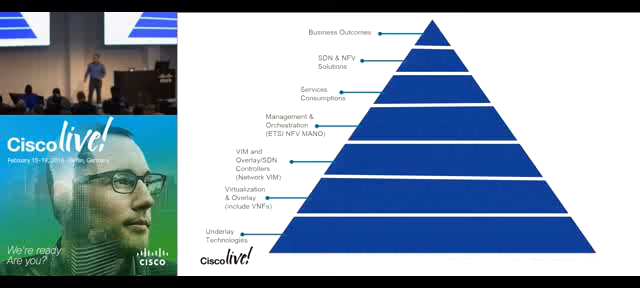 Cisco live!
February 15-19, 2016 · Berlin, Germany
We're ready.
Are you?
CISCO
Business Outcomes
SDN & NFV
Solutions
Services
Consumptions
Management &
Orchestration
(ETSI NFV MANO)
VIM and
Overlay/SDN
Controllers
(Network VIM)
Virtualization
& Overlay
(include VNFs)
Underlay
Technologies
Cisco live!